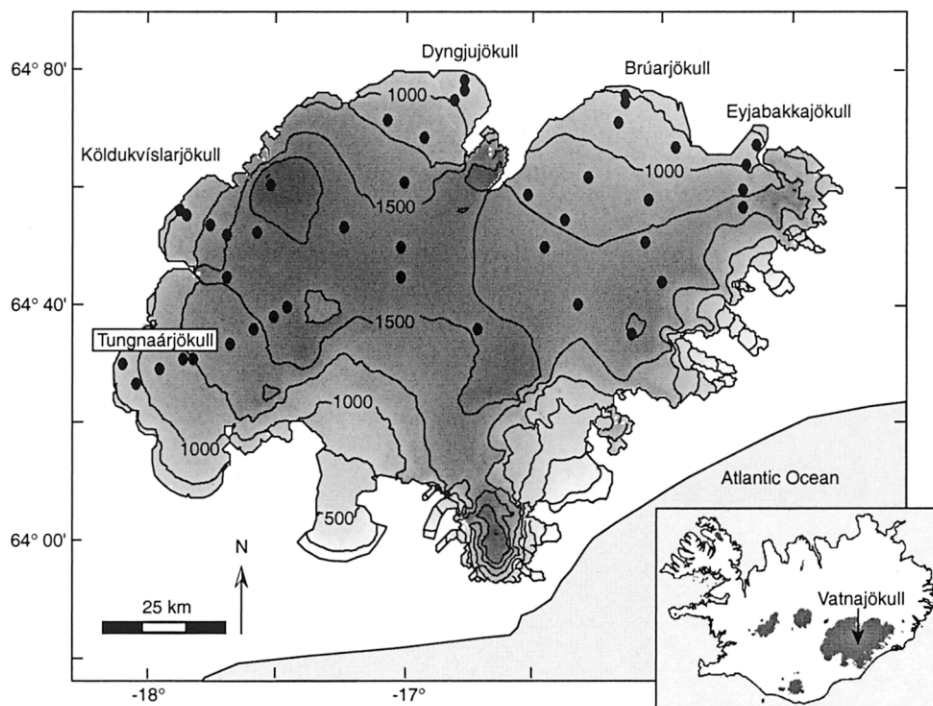 Dyngjujökull
Brúarjökull
Eyjabakkajökull
Köldukvíslarjökull
Tungnaárjökull
64° 80'
64° 40'
64° 00'
1000
1500
1000
1500
1000
1000
500
N
25 km
Atlantic Ocean
Vatnajökull
-18°
-17°